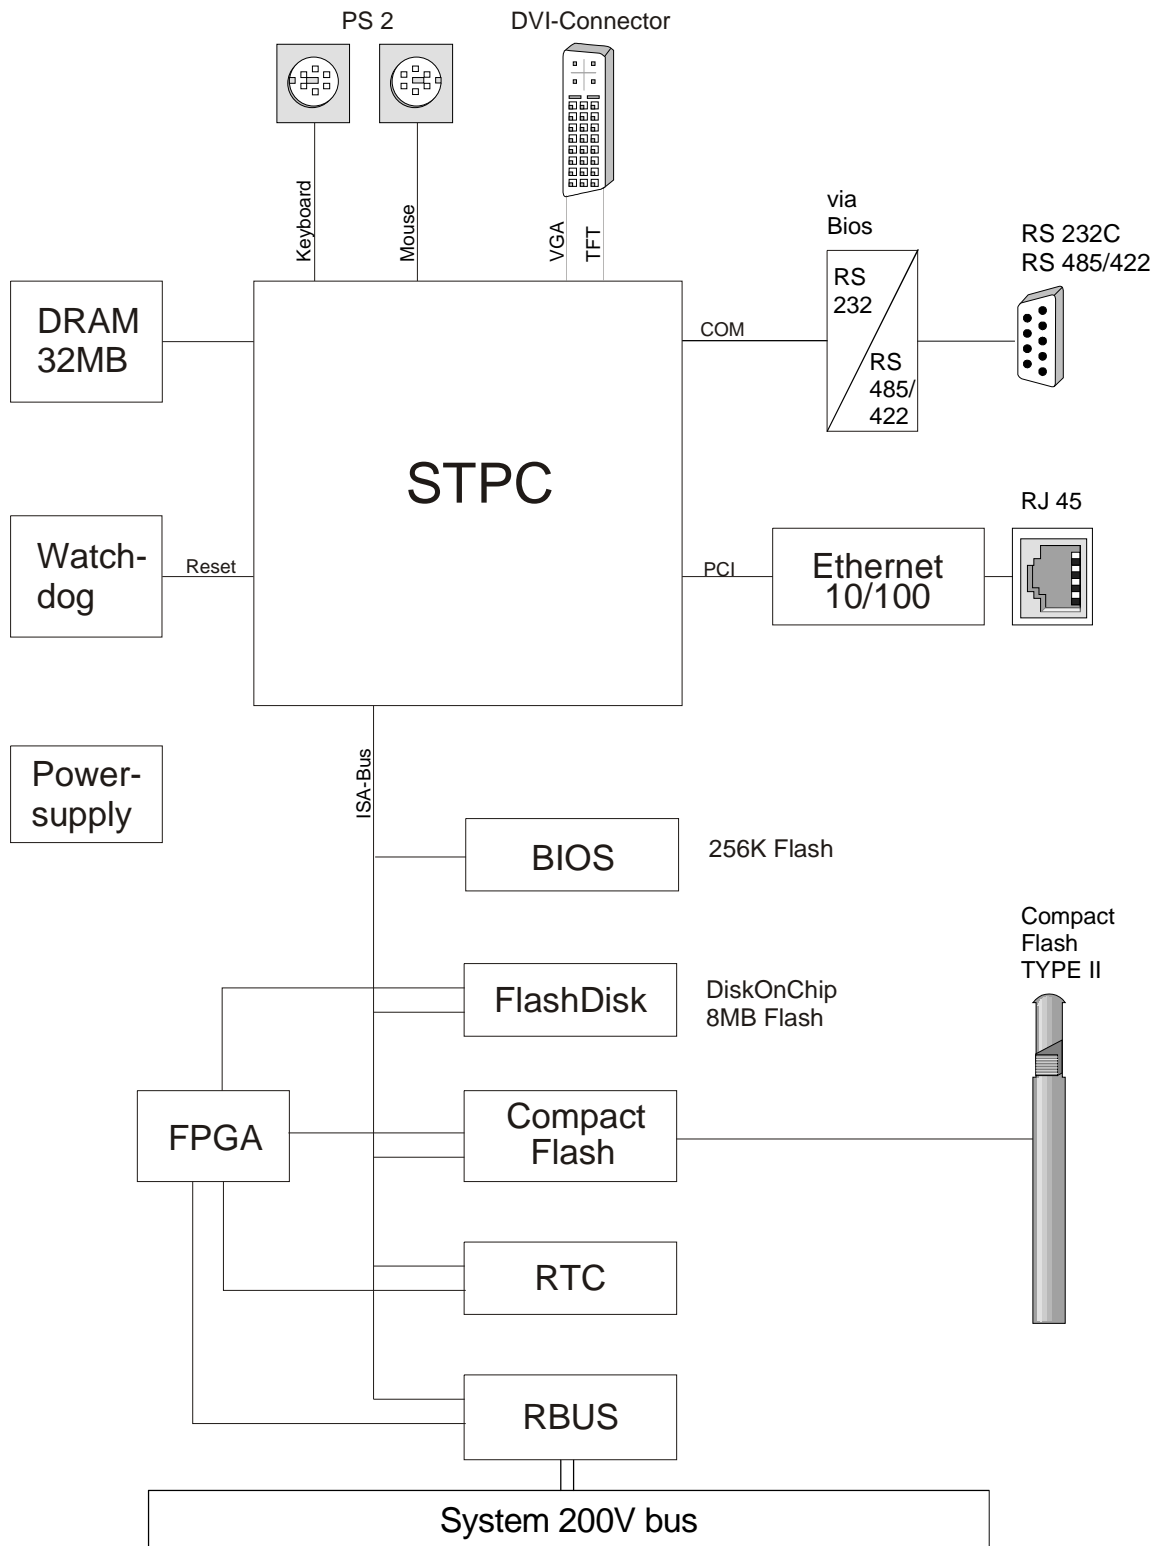 PS 2
DVI-Connector
Keyboard
Mouse
VGA
TFT
via
Bios
RS 232C
RS 485/422
RS
232
RS
485/
422
DRAM
32MB
COM
STPC
RJ 45
Watch-
dog
Reset
PCI
Ethernet
10/100
Power-
supply
ISA-Bus
BIOS
256K Flash
Compact
Flash
TYPE II
FlashDisk
DiskOnChip
8MB Flash
FPGA
Compact
Flash
RTC
RBUS
System 200V bus